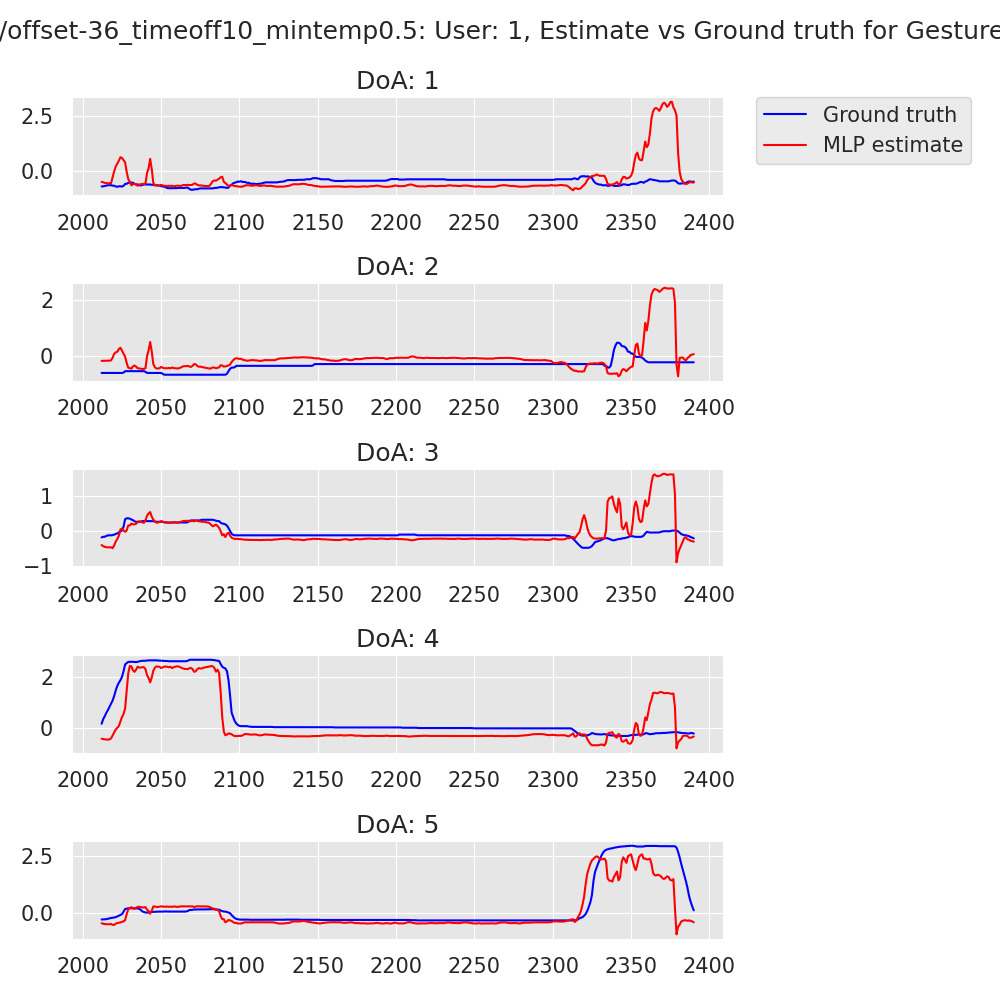 /offset-36_timeoff10_mintemp0.5: User: 1, Estimate vs Ground truth for Gesture
DoA: 1
Ground truth
MLP estimate
2.5
0.0
2000 2050 2100 2150 2200 2250 2300 2350 2400
DoA: 2
2
0
2000 2050 2100 2150 2200 2250 2300 2350 2400
DoA: 3
1
0
−1
2000 2050 2100 2150 2200 2250 2300 2350 2400
DoA: 4
2
0
2000 2050 2100 2150 2200 2250 2300 2350 2400
DoA: 5
2.5
0.0
2000 2050 2100 2150 2200 2250 2300 2350 2400